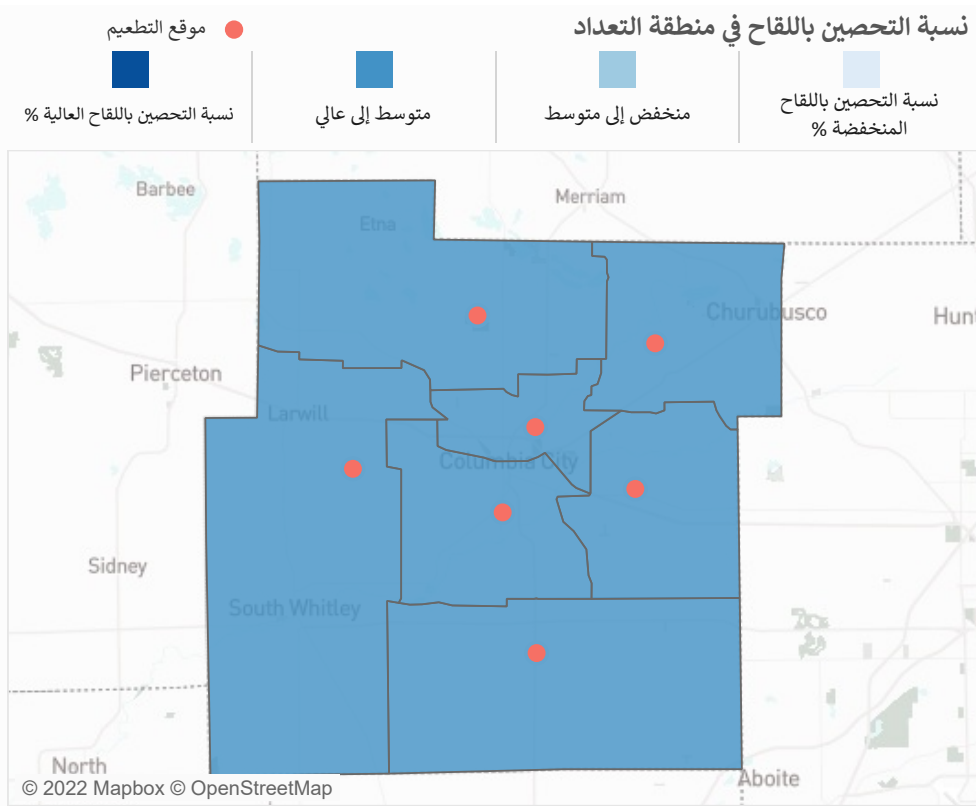 نسبة التحصين باللقاح في منطقة التعداد
موقع التطعيم
نسبة التحصين باللقاح
المنخفضة %
منخفض إلى متوسط
متوسط إلى عالي
نسبة التحصين باللقاح العالية %
Barbee
Merriam
Etna
Churubusco
Hunt
Pierceton
Larwill
Columbia City
Sidney
South Whitley
North
Aboite
© 2022 Mapbox © OpenStreetMap